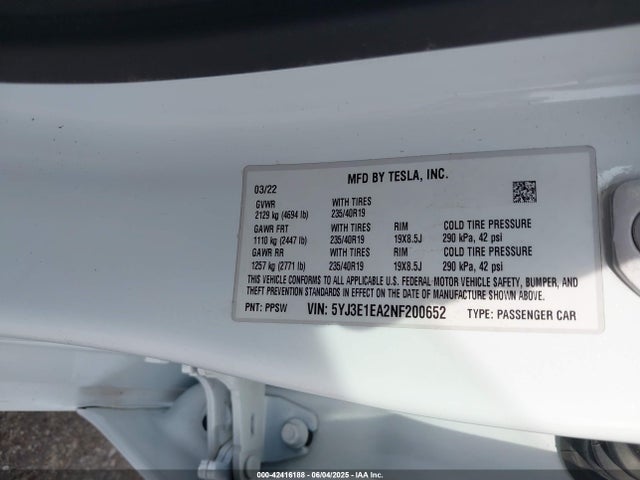 MFD BY TESLA, INC.
03/22
GVWR WITH TIRES
2129 kg (4694 lb) 235/40R19
GAWR FRT WITH TIRES RIM COLD TIRE PRESSURE
1110 kg (2447 lb) 235/40R19 19X8.5J 290 kPa, 42 psi
GAWR RR WITH TIRES RIM COLD TIRE PRESSURE
1257 kg (2771 lb) 235/40R19 19X8.5J 290 kPa, 42 psi
THIS VEHICLE CONFORMS TO ALL APPLICABLE U.S. FEDERAL MOTOR VEHICLE SAFETY, BUMPER, AND
THEFT PREVENTION STANDARDS IN EFFECT ON THE DATE OF MANUFACTURE SHOWN ABOVE.
PNT: PPSW VIN: 5YJ3E1EA2NF200652 TYPE: PASSENGER CAR
000-42416188 - 06/04/2025 - IAA Inc.